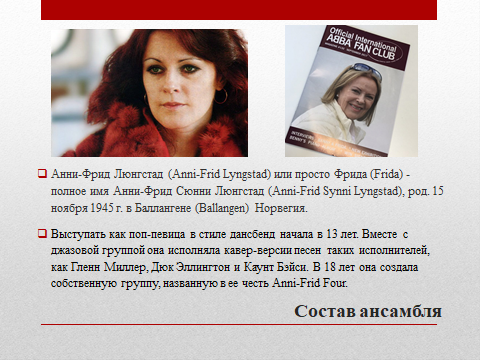 Official International
ABBA FAN CLUB
Анни-Фрид Люнгстад (Anni-Frid Lyngstad) или просто Фрида (Frida) -
полное имя Анни-Фрид Сюнни Люнгстад (Anni-Frid Synni Lyngstad), род. 15
ноября 1945 г. в Баллангене (Ballangen) Норвегия.
Выступать как поп-певица в стиле дансбенд начала в 13 лет. Вместе с
джазовой группой она исполняла кавер-версии песен таких исполнителей,
как Гленн Миллер, Дюк Эллингтон и Каунт Бэйси. В 18 лет она создала
собственную группу, названную в ее честь Anni-Frid Four.
Состав ансамбля